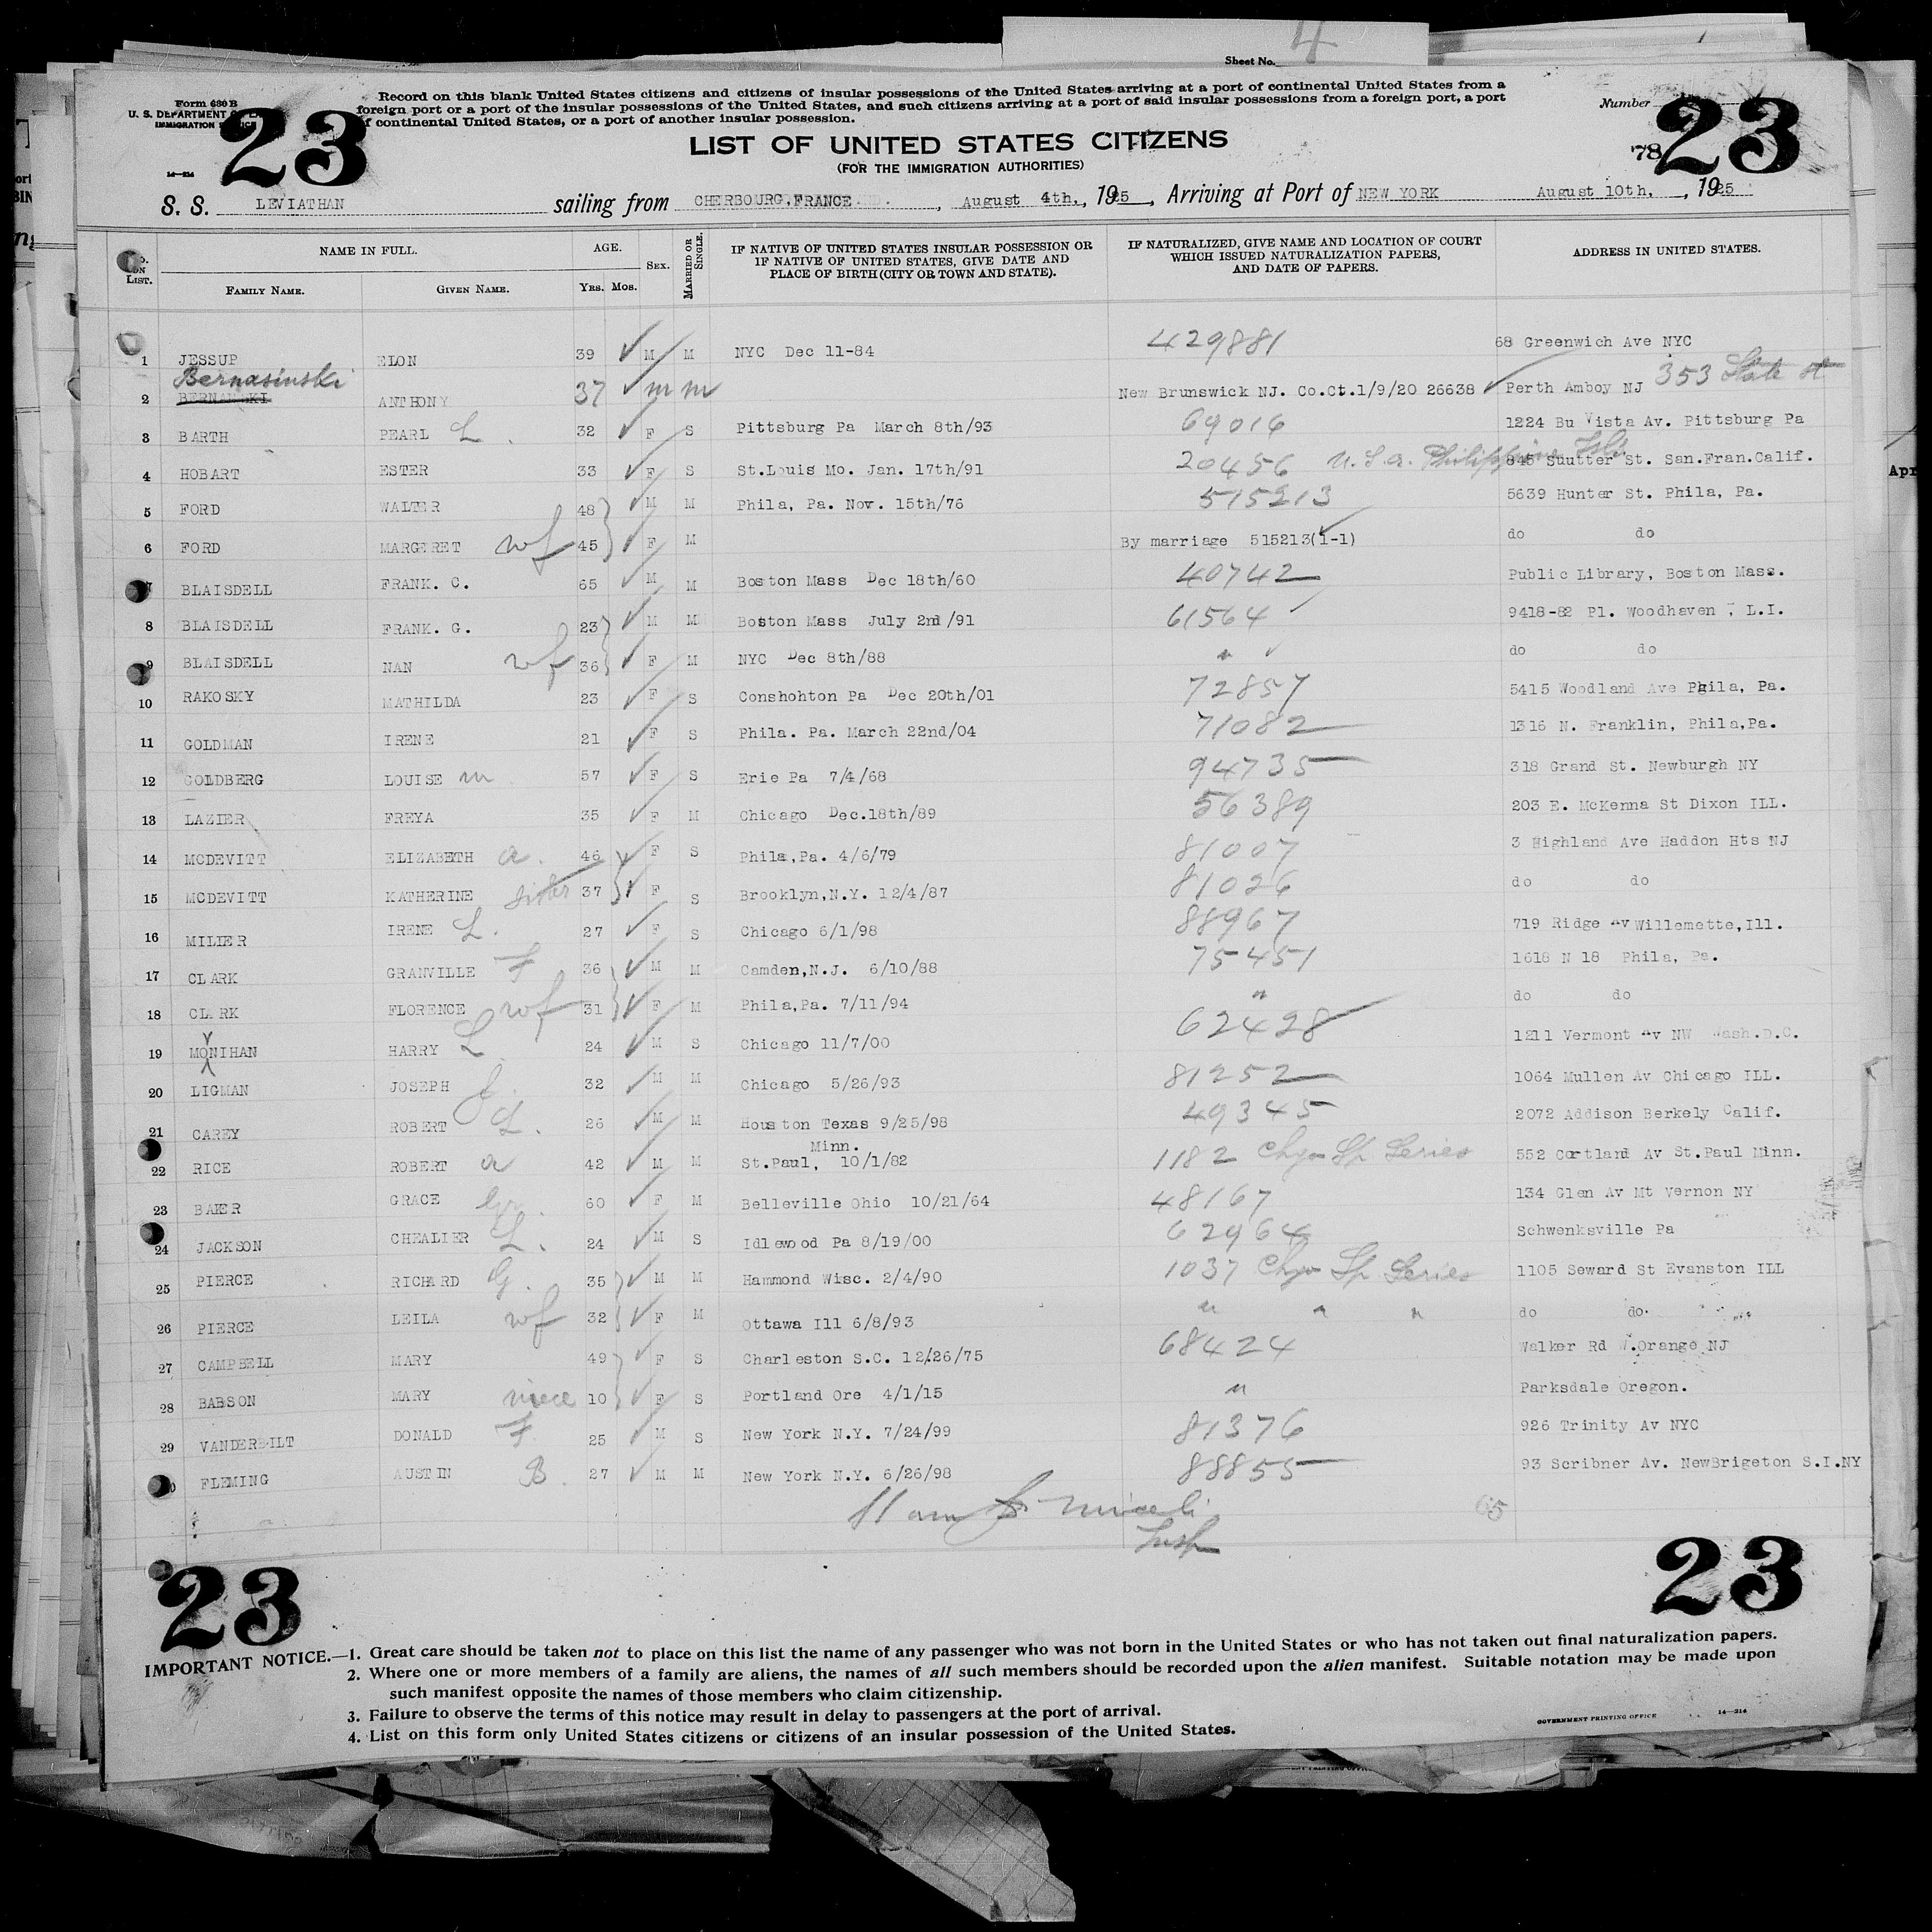 Sheet No. 4
Form 630 B
U. S. DEPARTMENT OF
IMMIGRATION
14—214
23
Record on this blank United States citizens and citizens of insular possessions of the United States arriving at a port of continental United States from a
foreign port or a port of the insular possessions of the United States, and such citizens arriving at a port of said insular possessions from a foreign port, a port
of continental United States, or a port of another insular possession.
Number
78
23
LIST OF UNITED STATES CITIZENS
(FOR THE IMMIGRATION AUTHORITIES)
S. S. LEVIATHAN sailing from CHERBOURG, FRANCE, August 4th, 1925, Arriving at Port of NEW YORK August 10th, 1925
No. ON LIST. NAME IN FULL. FAMILY NAME. GIVEN NAME. AGE. YRS. MOS. SEX. MARRIED OR SINGLE. IF NATIVE OF UNITED STATES INSULAR POSSESSION OR IF NATIVE OF UNITED STATES, GIVE DATE AND PLACE OF BIRTH (CITY OR TOWN AND STATE). IF NATURALIZED, GIVE NAME AND LOCATION OF COURT WHICH ISSUED NATURALIZATION PAPERS, AND DATE OF PAPERS. ADDRESS IN UNITED STATES.
1 JESSUP ELON 39 M M NYC Dec 11-84 429881 68 Greenwich Ave NYC
Bernasinski
2 ANTHONY 37 m m New Brunswick NJ. Co.Ct.1/9/20 26638 Perth Amboy NJ 353 State st
3 BARTH PEARL L. 32 F S Pittsburg Pa March 8th/93 69016 1224 Bu Vista Av. Pittsburg Pa
4 HOBART ESTER 33 F S St.Louis Mo. Jan. 17th/91 20456 U.S.A. Philippine Isls 845 Suutter St. San.Fran.Calif.
5 FORD WALTER 48 M M Phila, Pa. Nov. 15th/76 515213 5639 Hunter St. Phila, Pa.
6 FORD MARGERET wf 45 F M By marriage 515213(1-1) do do
7 BLAISDELL FRANK. C. 65 M M Boston Mass Dec 18th/60 40742 Public Library, Boston Mass.
8 BLAISDELL FRANK. G. 23 M M Boston Mass July 2nd/91 61564 9418-82 Pl. Woodhaven, L.I.
9 BLAISDELL NAN wf 36 F M NYC Dec 8th/88 " do do
10 RAKOSKY MATHILDA 23 F S Conshohton Pa Dec 20th/01 72857 5415 Woodland Ave Phila, Pa.
11 GOLDMAN IRENE 21 F S Phila. Pa. March 22nd/04 71082 1316 N. Franklin, Phila,Pa.
12 GOLDBERG LOUISE m 57 F S Erie Pa 7/4/68 94735 318 Grand St. Newburgh NY
13 LAZIER FREYA 35 F M Chicago Dec.18th/89 56389 203 E. McKenna St Dixon ILL.
14 MCDEVITT ELIZABETH a. 46 F S Phila,Pa. 4/6/79 81007 3 Highland Ave Haddon Hts NJ
15 MCDEVITT KATHERINE sister 37 F S Brooklyn,N.Y. 12/4/87 81026 do do
16 MILIER IRENE L. 27 F S Chicago 6/1/98 88967 719 Ridge Av Willemette,Ill.
17 CLARK GRANVILLE F 36 M M Camden,N.J. 6/10/88 75451 1618 N 18 Phila, Pa.
18 CLARK FLORENCE wf 31 F M Phila,Pa. 7/11/94 " do do
19 MONIHAN HARRY L. 24 M S Chicago 11/7/00 62428 1211 Vermont Av NW Wash.D.C.
20 LIGMAN JOSEPH J. 32 M M Chicago 5/26/93 81252 1064 Mullen Av Chicago ILL.
21 CAREY ROBERT L. 26 M M Houston Texas 9/25/98 49345 2072 Addison Berkely Calif.
22 RICE ROBERT a 42 M M St.Paul, Minn. 10/1/82 1182 Chgo Sp. Series 552 Cortland Av St.Paul Minn.
23 BAKER GRACE 60 F M Belleville Ohio 10/21/64 48167 134 Glen Av Mt Vernon NY
24 JACKSON CHEALIER L. 24 M S Idlewood Pa 8/19/00 62964 Schwenksville Pa
25 PIERCE RICHARD G. 35 M M Hammond Wisc. 2/4/90 1037 Chgo Sp. Series 1105 Seward St Evanston ILL
26 PIERCE LEILA wf 32 F M Ottawa Ill 6/8/93 " " " do do
27 CAMPBELL MARY 49 F S Charleston S.C. 12/26/75 68424 Walker Rd W.Orange NJ
28 BABSON MARY niece 10 F S Portland Ore 4/1/15 " Parksdale Oregon.
29 VANDERBILT DONALD F. 25 M S New York N.Y. 7/24/99 81376 926 Trinity Av NYC
30 FLEMING AUSTIN B. 27 M M New York N.Y. 6/26/98 88855 93 Scribner Av. NewBrigeton S.I.NY
65
Insp
23
23
IMPORTANT NOTICE.—1. Great care should be taken not to place on this list the name of any passenger who was not born in the United States or who has not taken out final naturalization papers.
2. Where one or more members of a family are aliens, the names of all such members should be recorded upon the alien manifest. Suitable notation may be made upon
such manifest opposite the names of those members who claim citizenship.
3. Failure to observe the terms of this notice may result in delay to passengers at the port of arrival.
4. List on this form only United States citizens or citizens of an insular possession of the United States.
GOVERNMENT PRINTING OFFICE 14—214